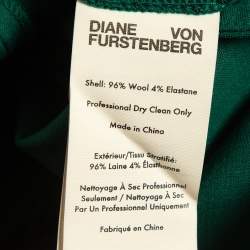 DIANE VON
FURSTENBERG
Shell: 96% Wool 4% Elastane
Professional Dry Clean Only
Made in China
Extérieur/Tissu Stratifié:
96% Laine 4% Élasthanne
Nettoyage À Sec Professionnel
Seulement / Nettoyage À Sec
Par Un Professionnel Uniquement
Fabriqué en Chine